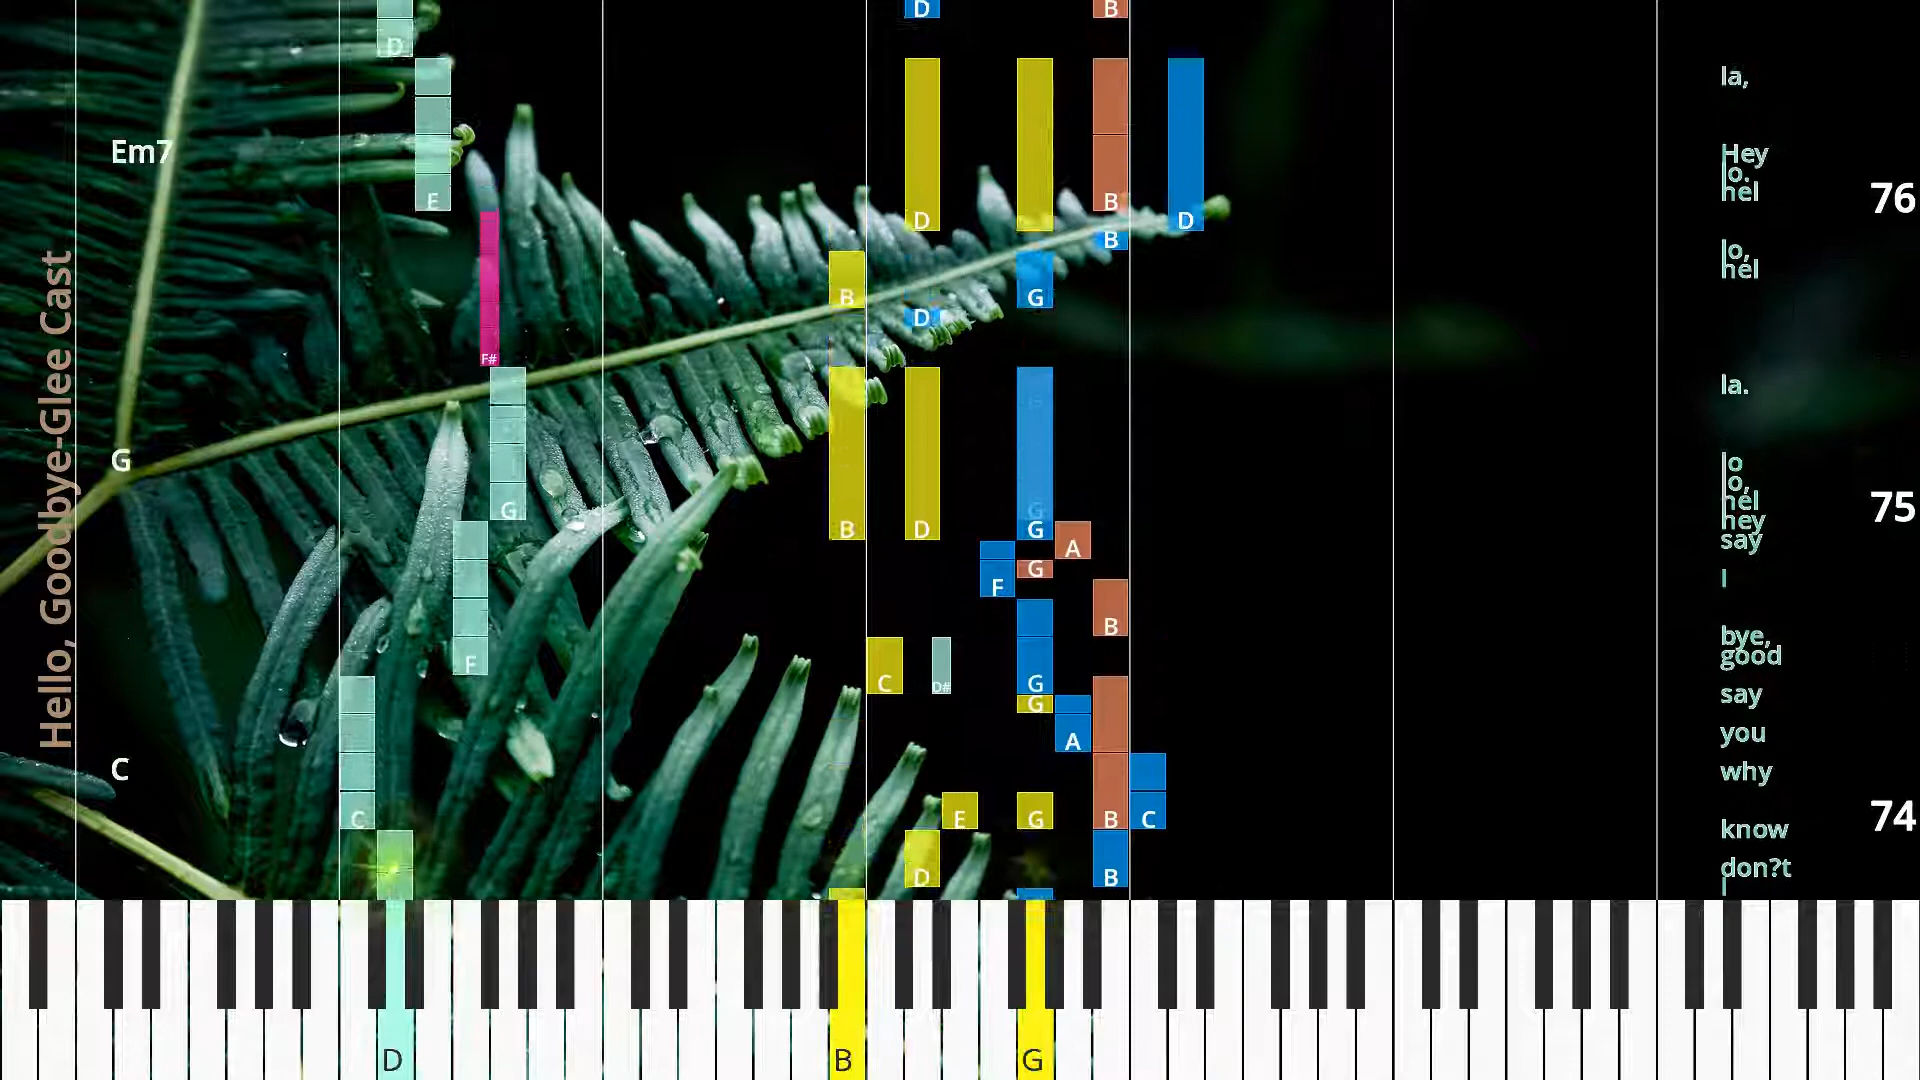 Hello, Goodbye-Glee Cast
D B
D
la,
Em7
Hey
lo.
hel
76
E D B D
B
lo,
hel
B G
D
F#
la.
G
lo
lo,
hel
hey
say
75
G
B D G
A
G
F
I
B
bye,
good
F
C D# G
say
G
you
A
why
C
C E G B C
know
74
don?t
I
D B
D B G